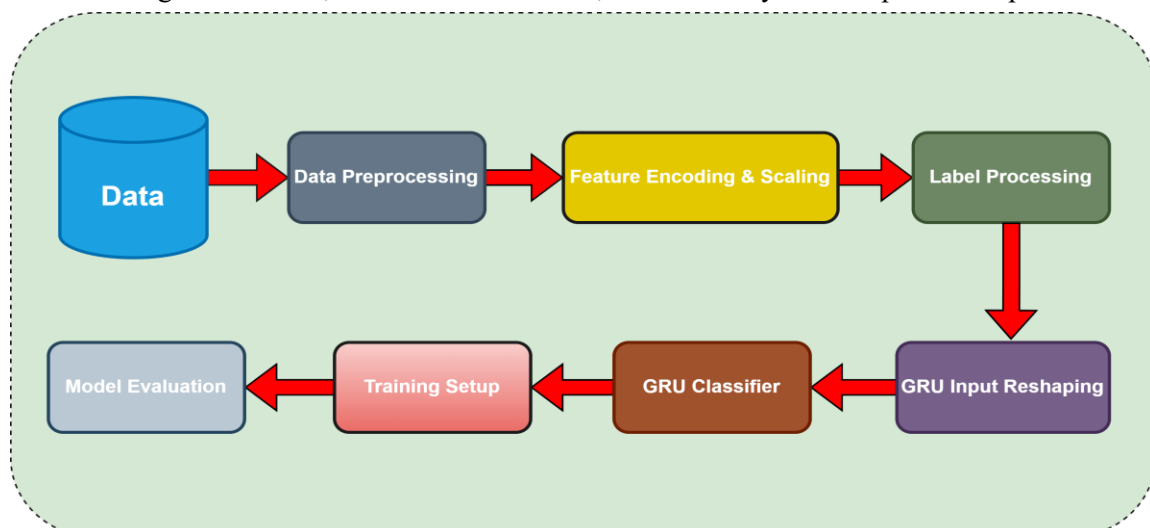 Data
Data Preprocessing
Feature Encoding & Scaling
Label Processing
GRU Input Reshaping
GRU Classifier
Training Setup
Model Evaluation